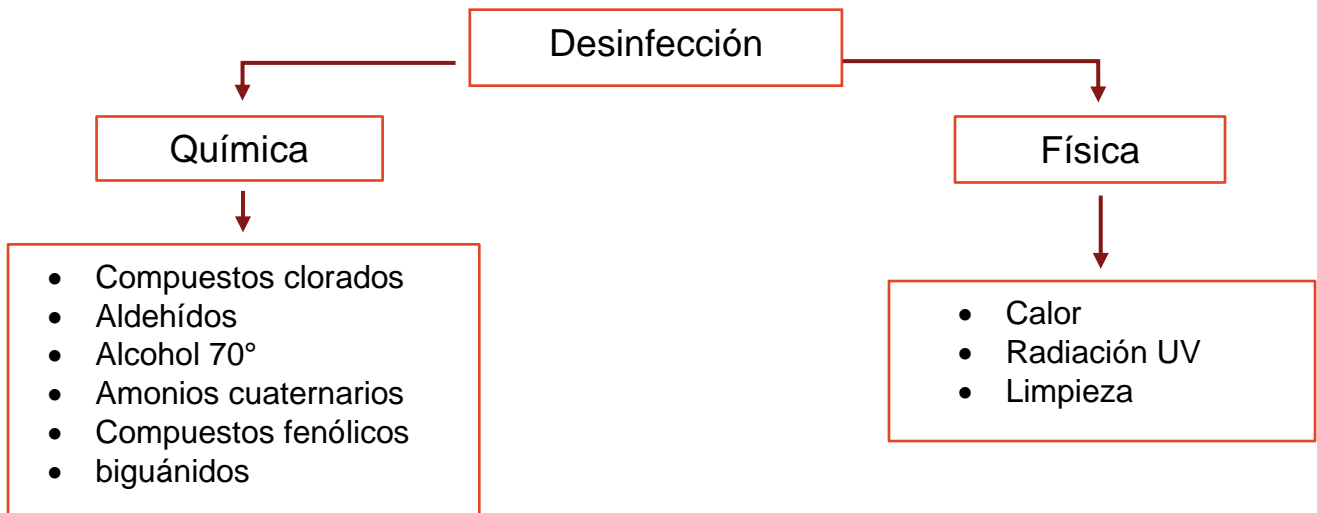 Desinfección
Química
Física
• Compuestos clorados
• Aldehídos
• Alcohol 70°
• Amonios cuaternarios
• Compuestos fenólicos
• biguánidos
• Calor
• Radiación UV
• Limpieza